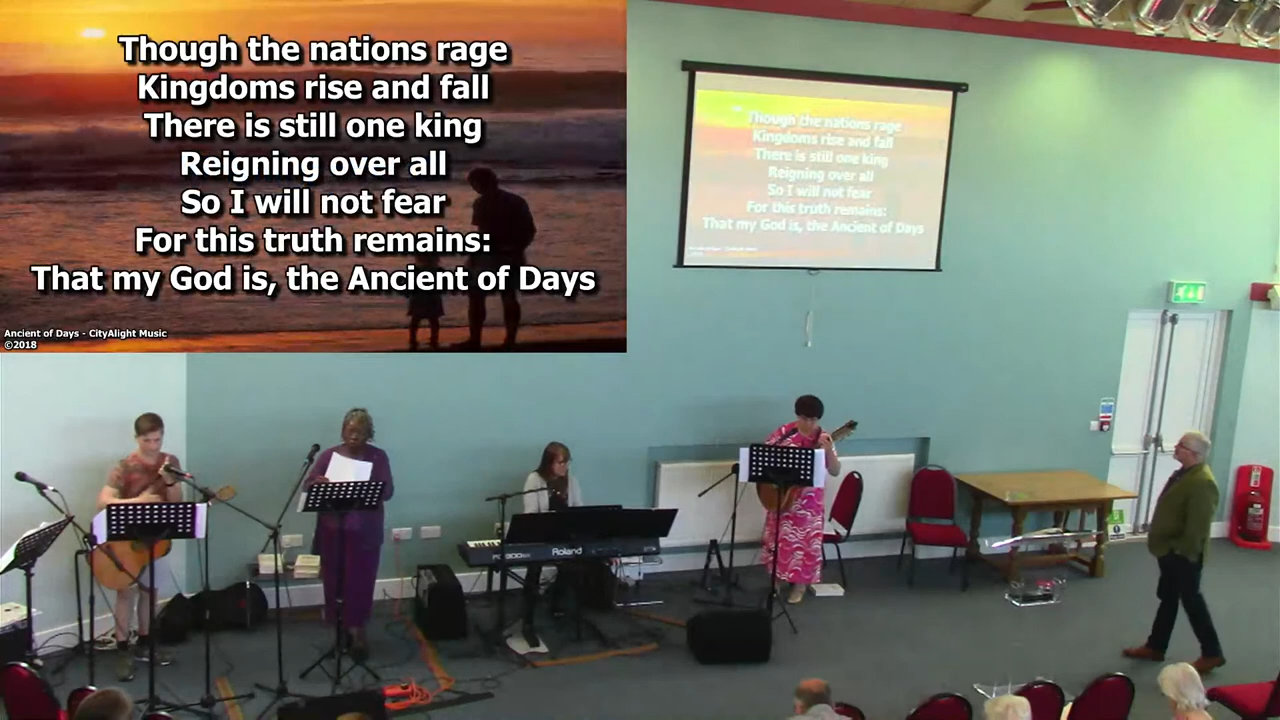 Though the nations rage
Kingdoms rise and fall
There is still one king
Reigning over all
So I will not fear
For this truth remains:
That my God is, the Ancient of Days
Ancient of Days - CityAlight Music
©2018
Though the nations rage
Kingdoms rise and fall
There is still one king
Reigning over all
So I will not fear
For this truth remains:
That my God is, the Ancient of Days
Roland